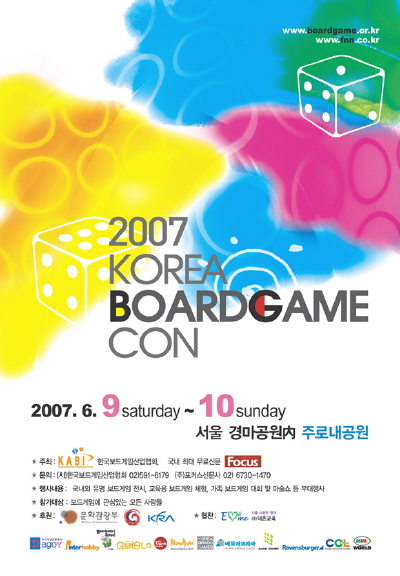 www.boardgame.or.kr
www.fnn.co.kr
2007
KOREA
BOARDGAME
CON
2007. 6. 9 saturday ~ 10 sunday
서울 경마공원內 주로내공원
★ 주최 : KABI 한국보드게임산업협회, 국내 최대 무료신문 Focus
★ 문의 : (사)한국보드게임산업협회 02)591-6179 (주)포커스신문사 02) 6730-1470
★ 행사내용 : 국내외 유명 보드게임 전시, 교육용 보드게임 체험, 가족 보드게임 대회 및 마술쇼 등 부대행사
★ 참가대상 : 보드게임에 관심있는 모든 사람들
★ 후원 : 문화관광부 KRA ★ 협찬 :
agoy interhobby Ravensburger CCL WORLD